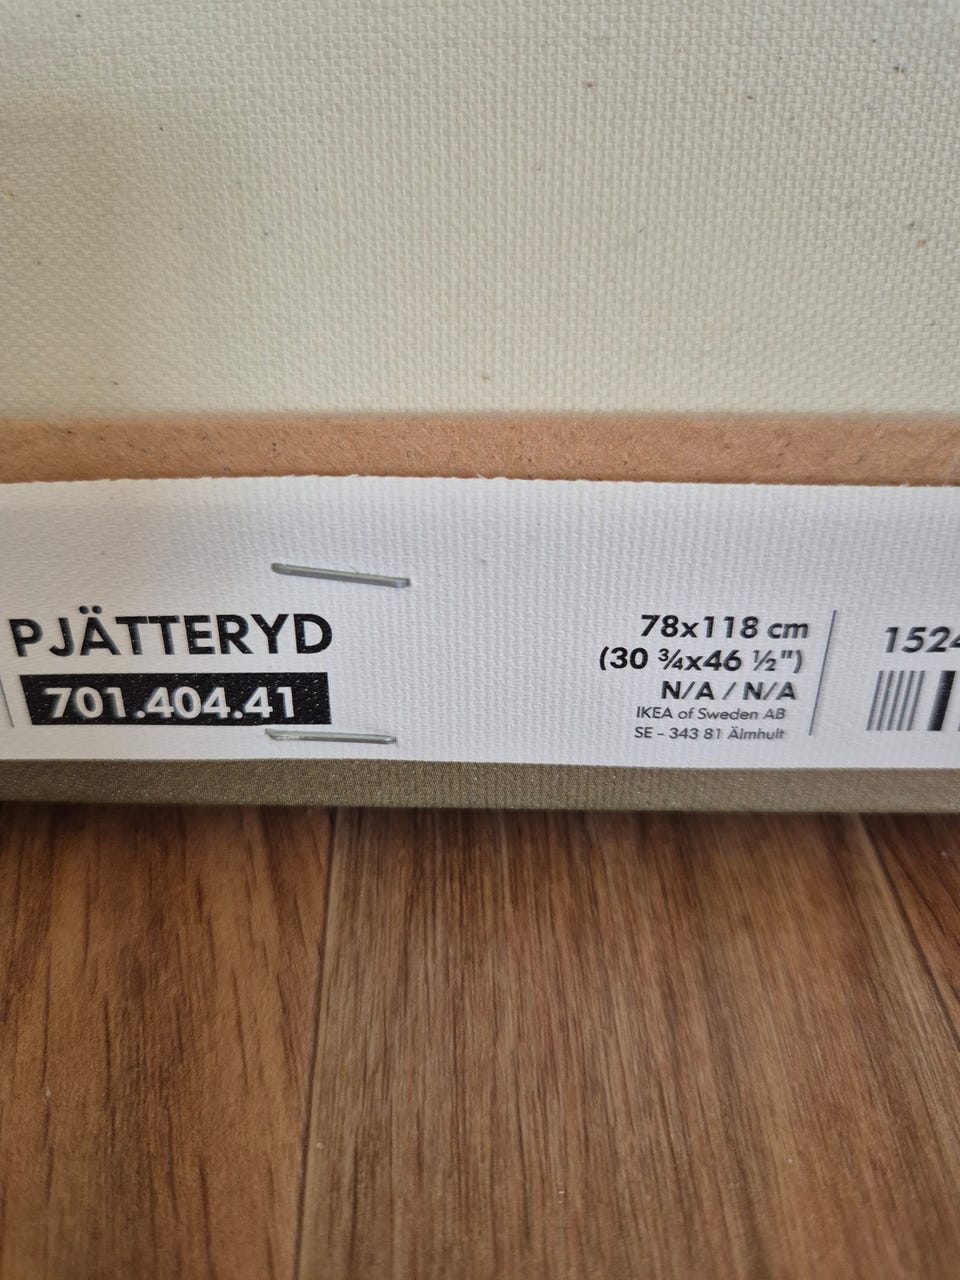 PJÄTTERYD
701.404.41
78x118 cm
(30 ¾x46 ½")
N/A / N/A
IKEA of Sweden AB
SE - 343 81 Älmhult
1524